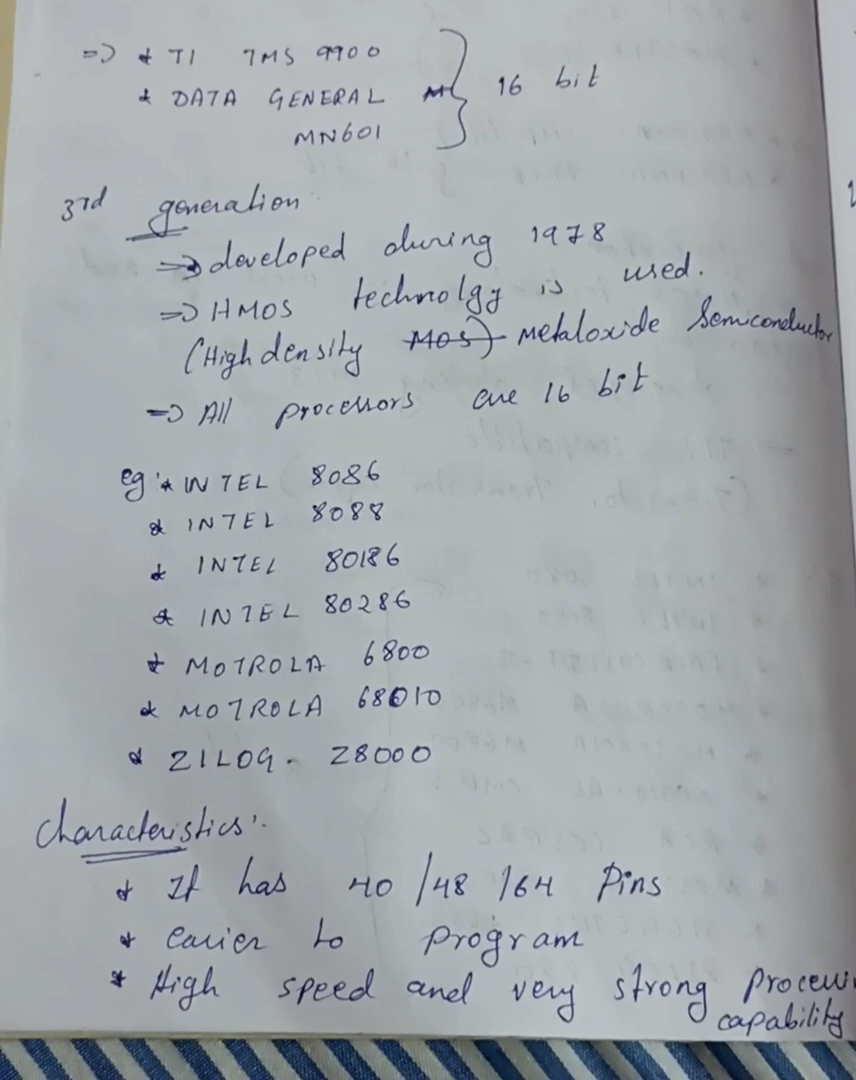 => * TI TMS 9900
* DATA GENERAL
MN601
16 bit
3rd generation
=> developed during 1978
=> HMOS technolgy is used.
(High density MOS) metaloxide Semiconductor
=> All processors are 16 bit
eg: * INTEL 8086
* INTEL 8088
* INTEL 80186
* INTEL 80286
* MOTROLA 6800
* MOTROLA 68010
* ZILOG - Z8000
Characteristics:
* It has 40/48/64 Pins
* easier to program
* High speed and very strong
capability